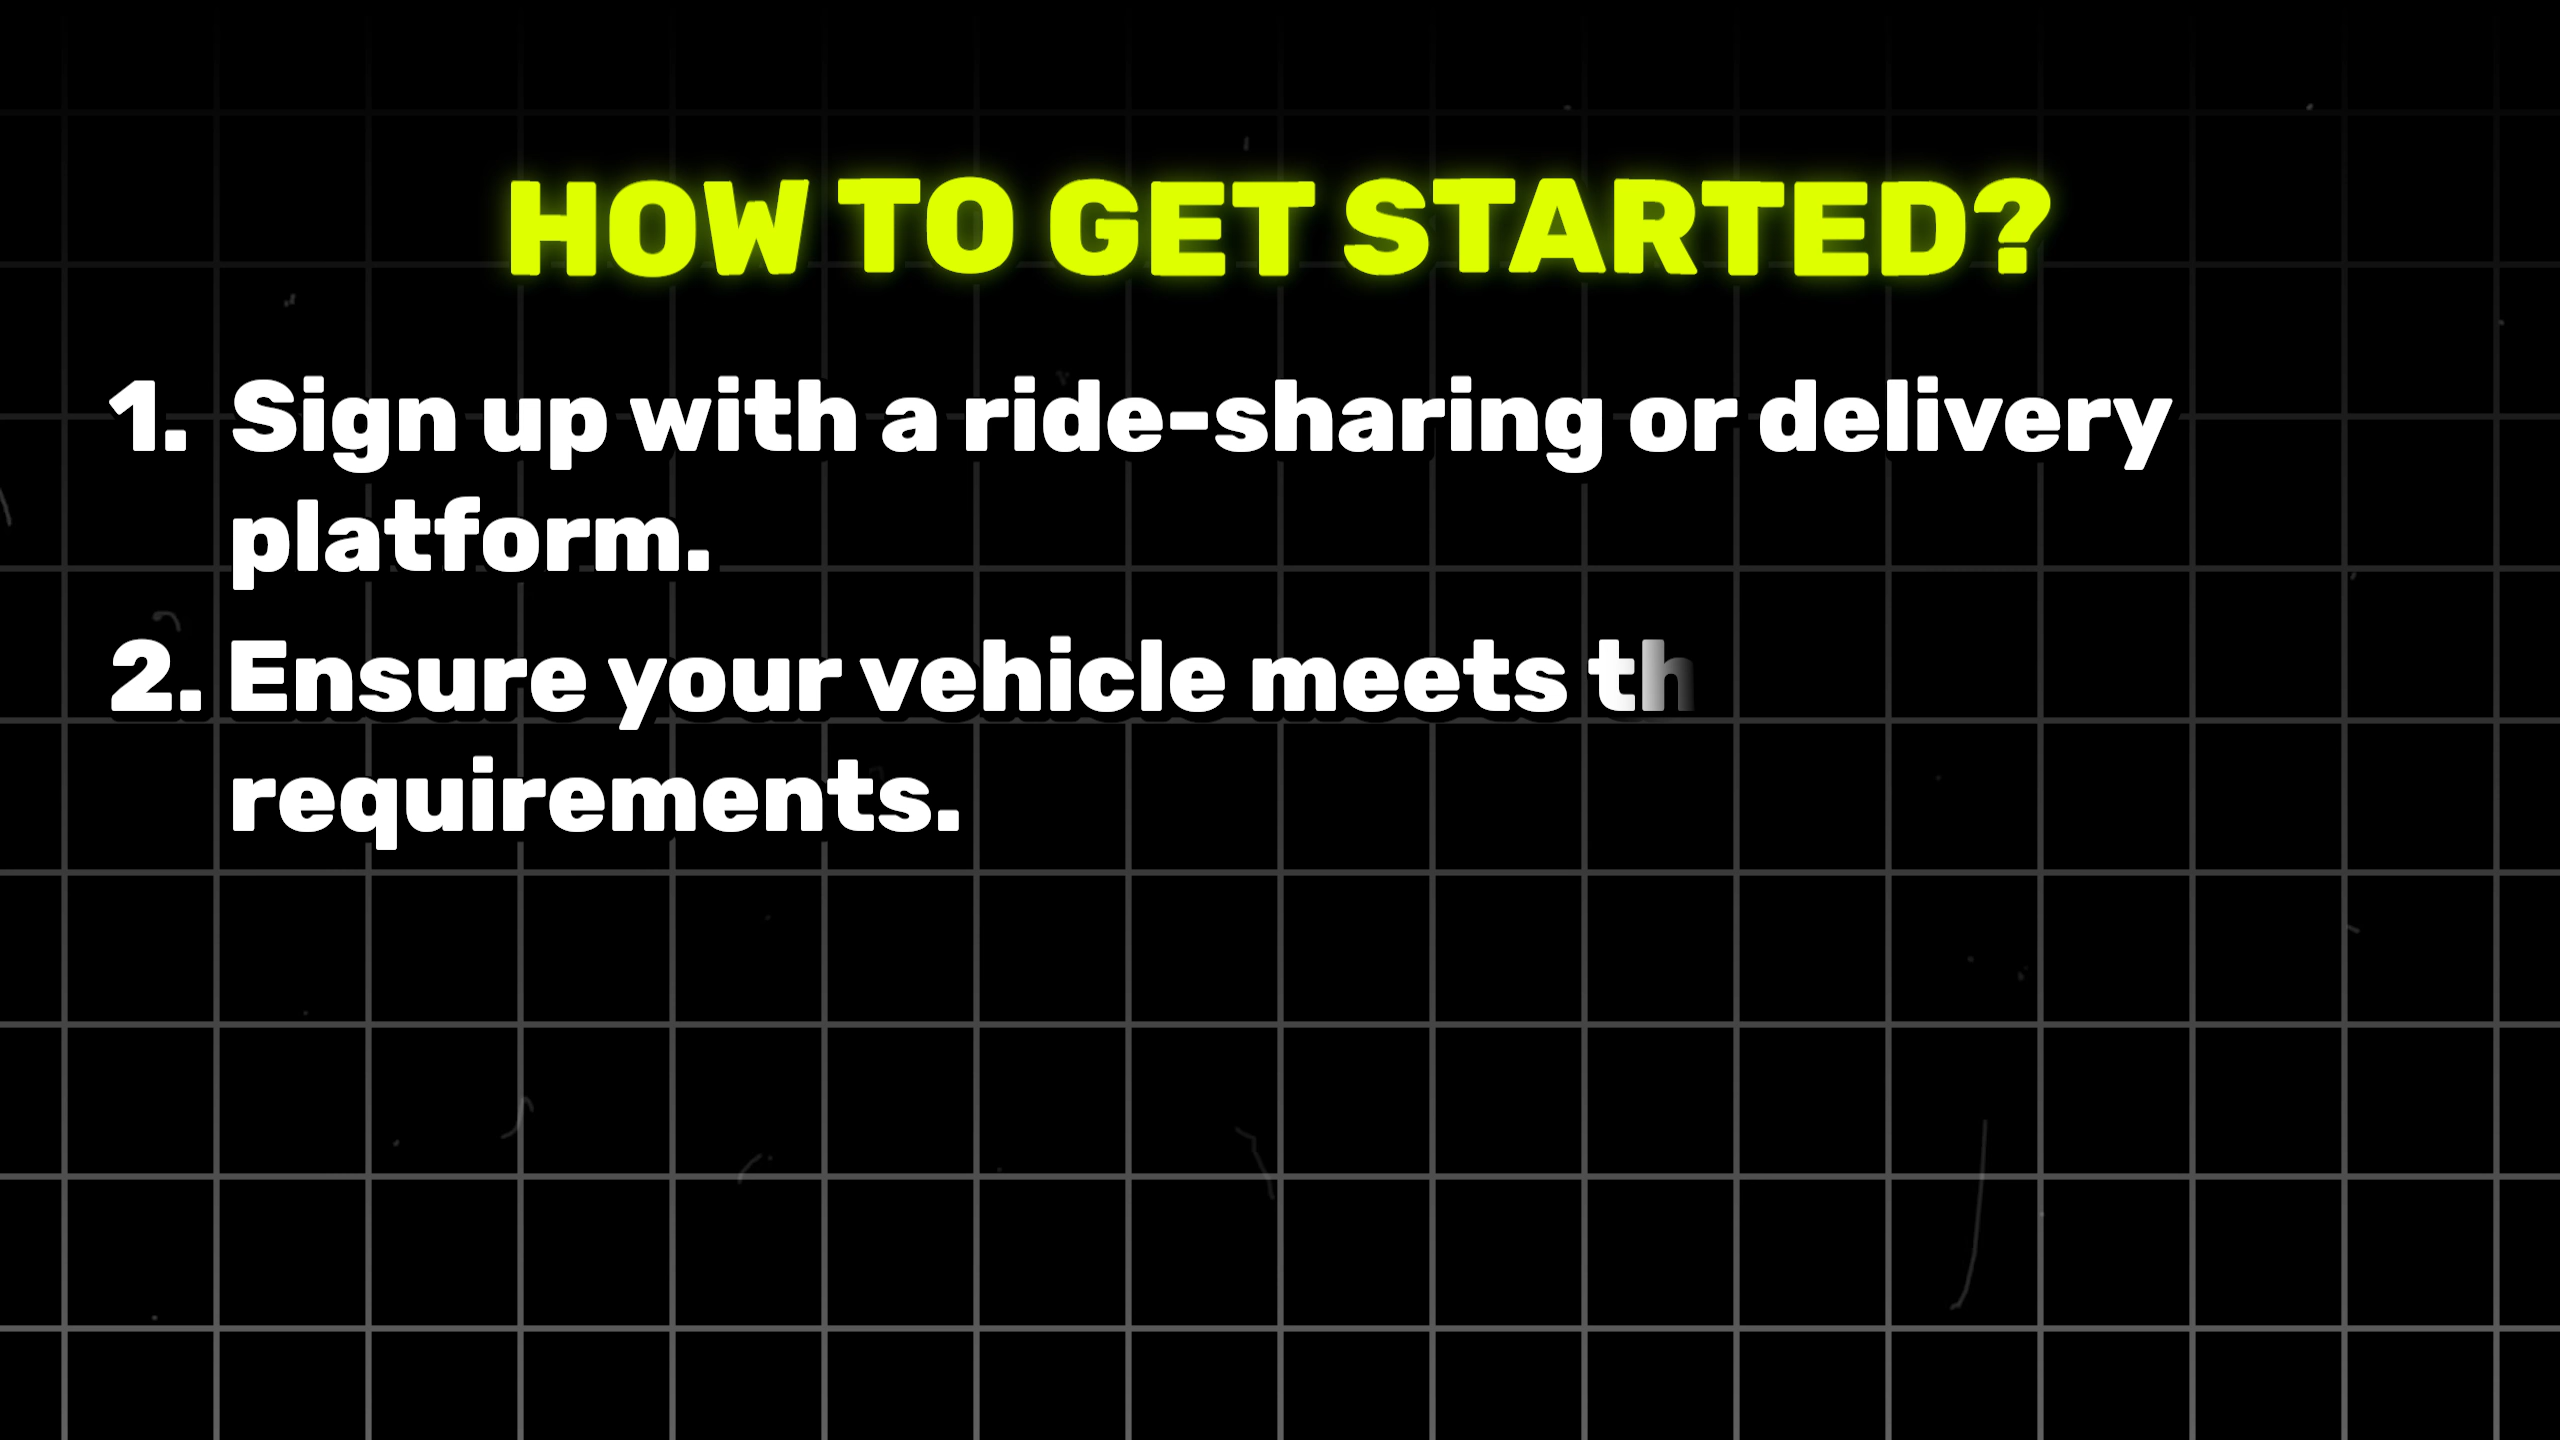 HOW TO GET STARTED?
1. Sign up with a ride-sharing or delivery
platform.
2. Ensure your vehicle meets th
requirements.